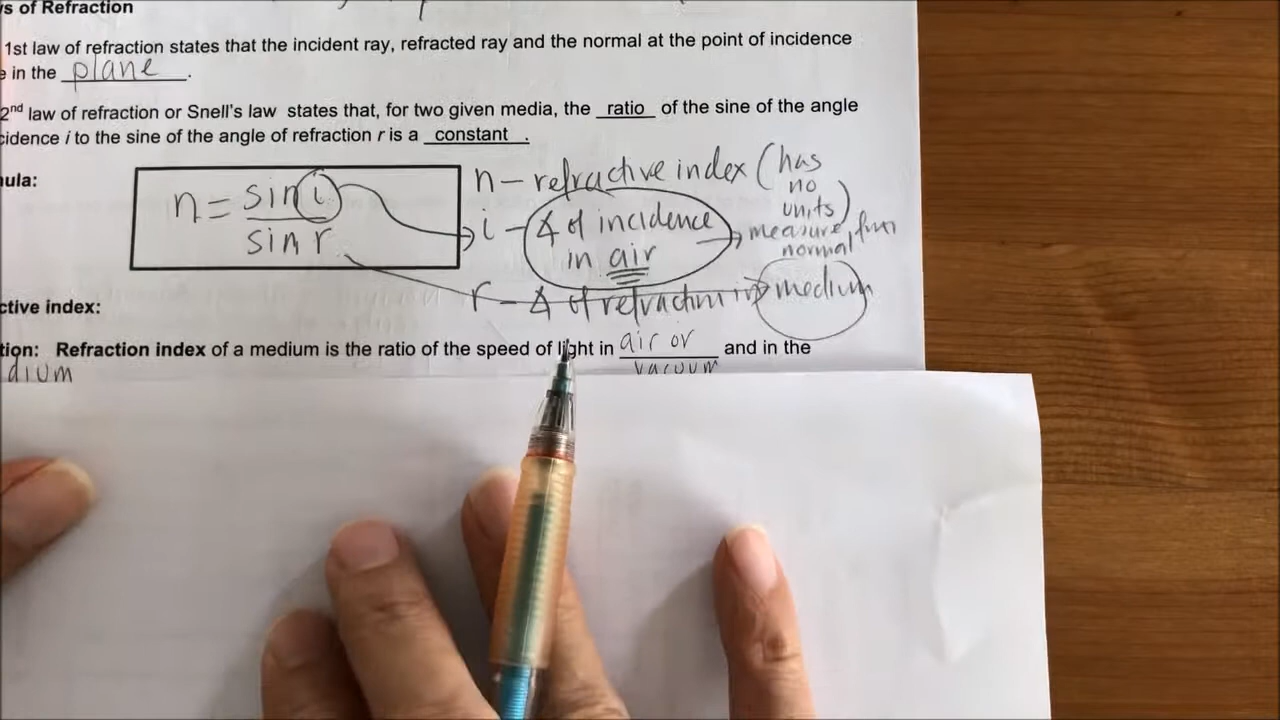 s of Refraction
1st law of refraction states that the incident ray, refracted ray and the normal at the point of incidence
e in the plane.
2nd law of refraction or Snell's law states that, for two given media, the ratio of the sine of the angle
cidence i to the sine of the angle of refraction r is a constant.
ula:
n = sin i / sin r
n – refractive index (has no units)
i – ∡ of incidence in air → measure from normal
r – ∡ of refraction in medium
ctive index:
tion: Refraction index of a medium is the ratio of the speed of light in air or vacuum and in the
dium